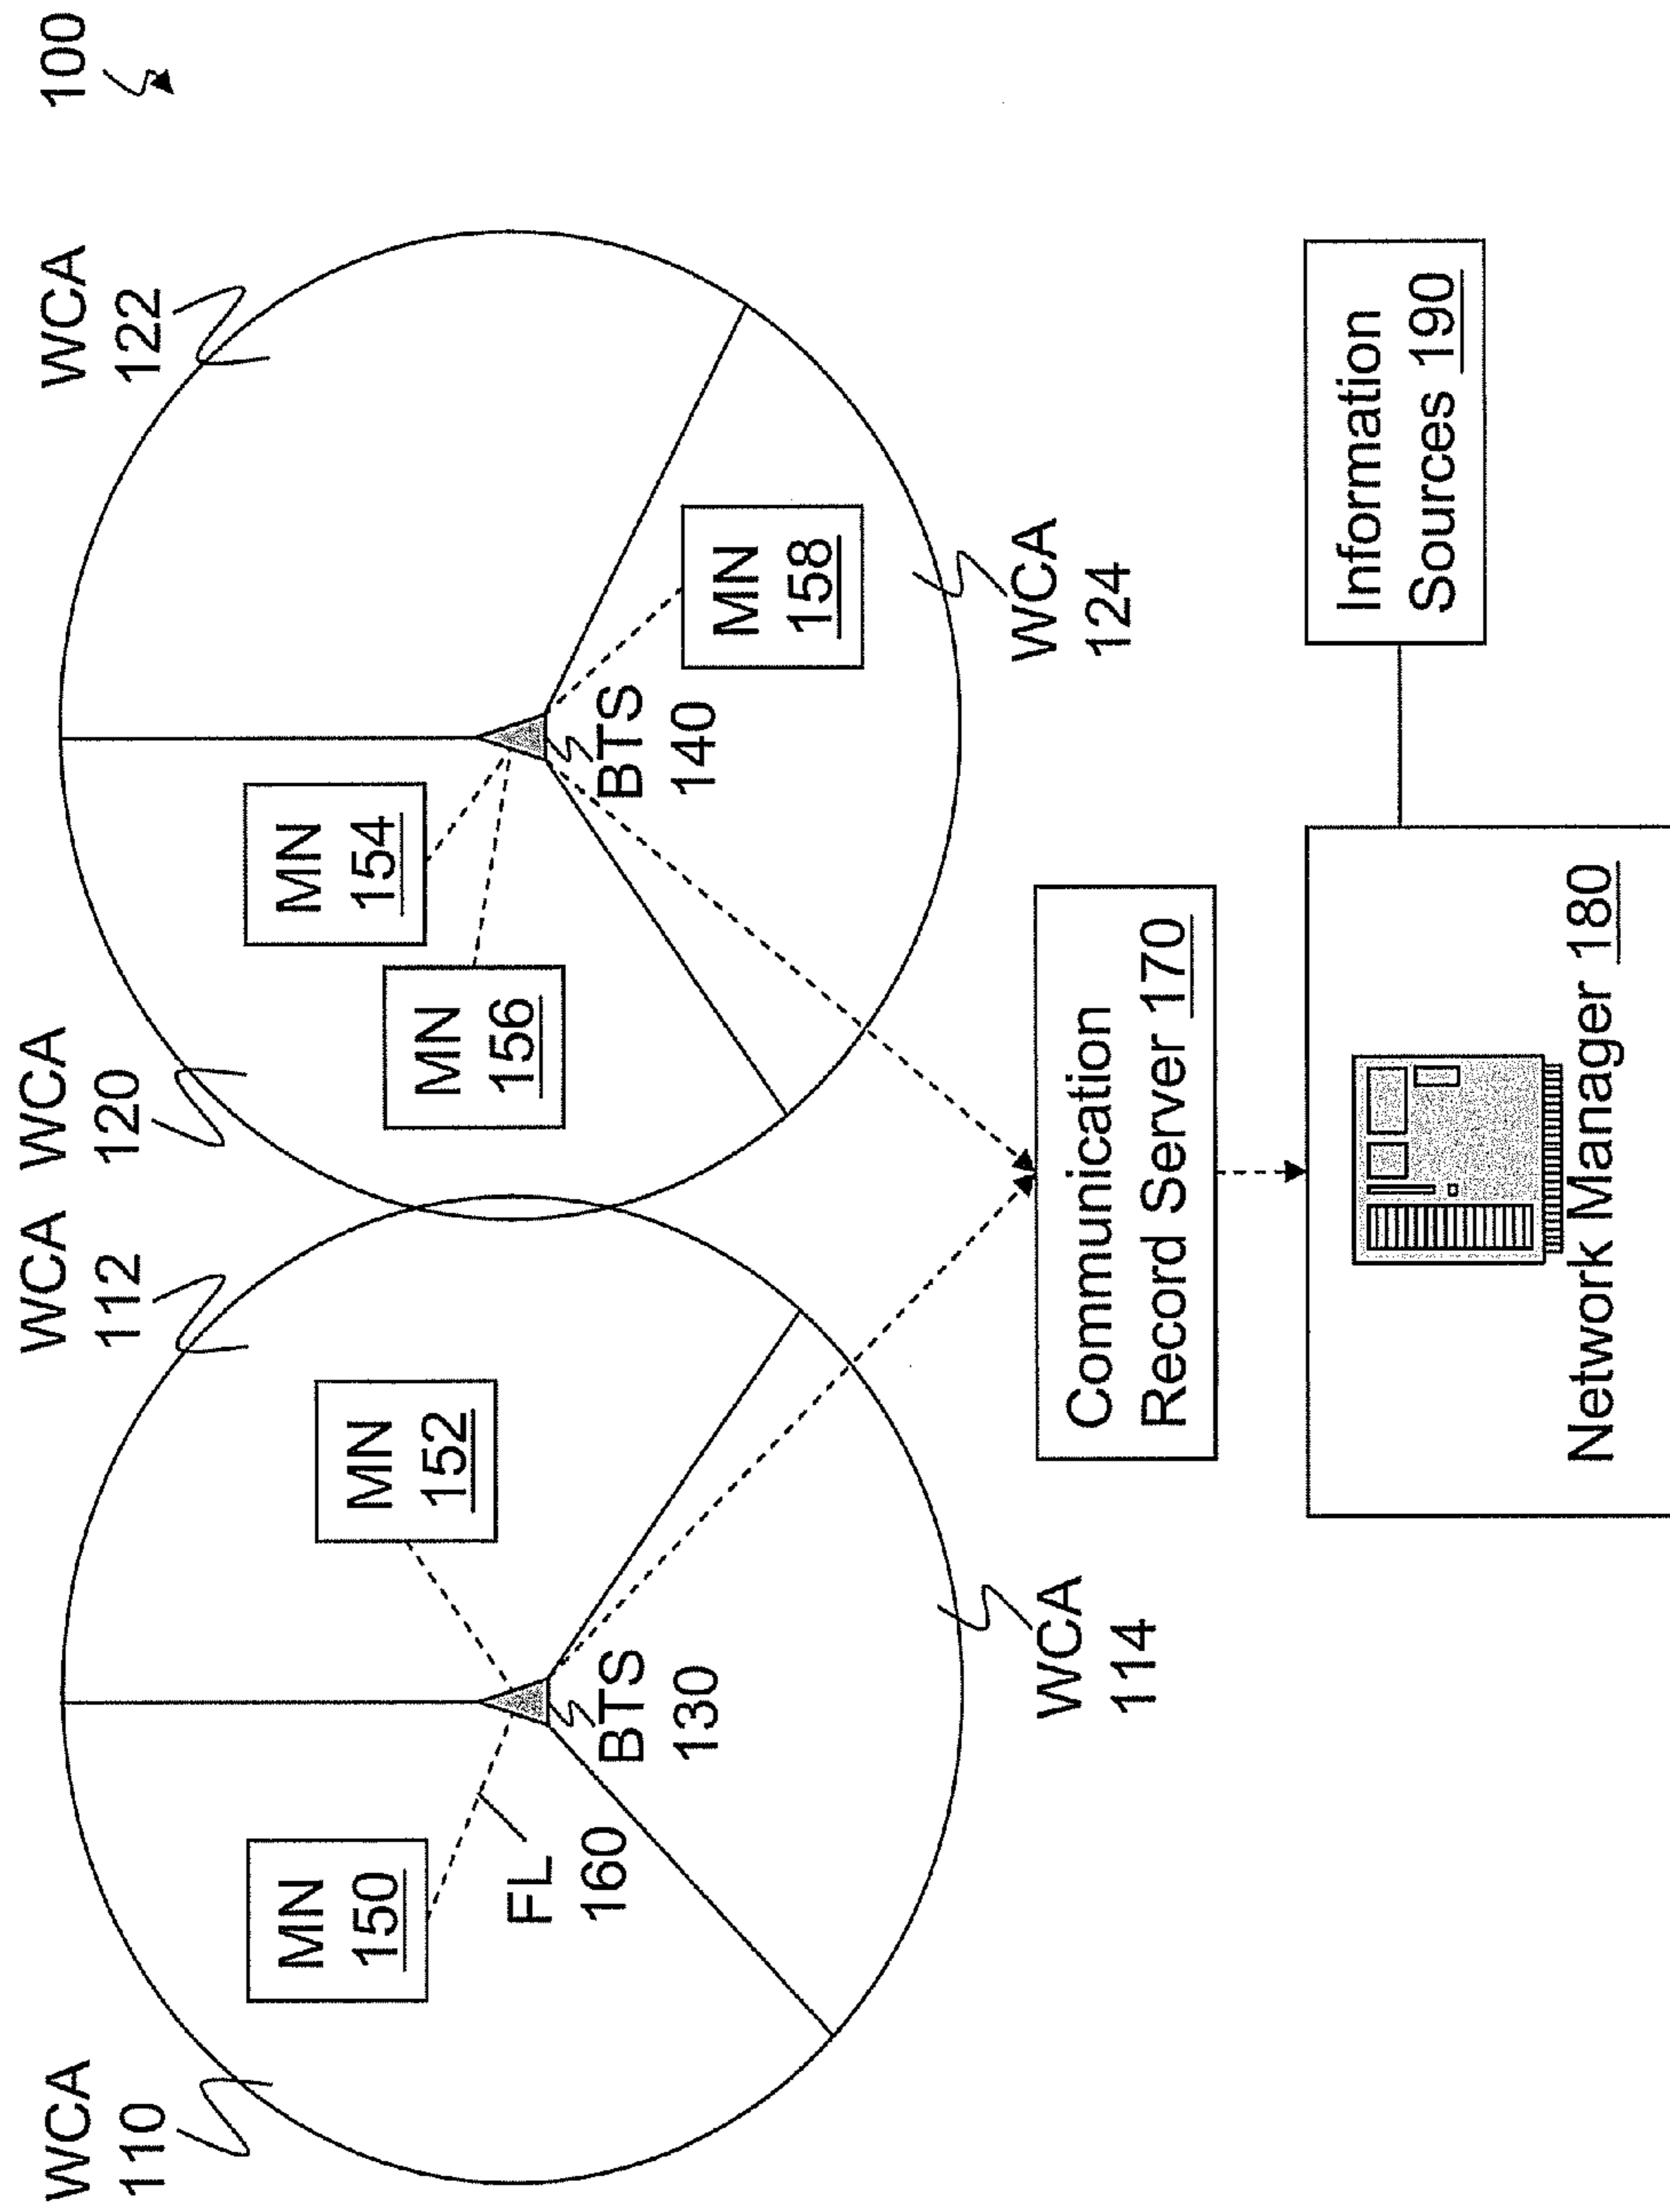 100
WCA
110
WCA
112
WCA
120
WCA
122
MN
150
MN
152
MN
154
MN
156
MN
158
FL
160
BTS
130
BTS
140
WCA
114
WCA
124
Communication
Record Server 170
Information
Sources 190
Network Manager 180